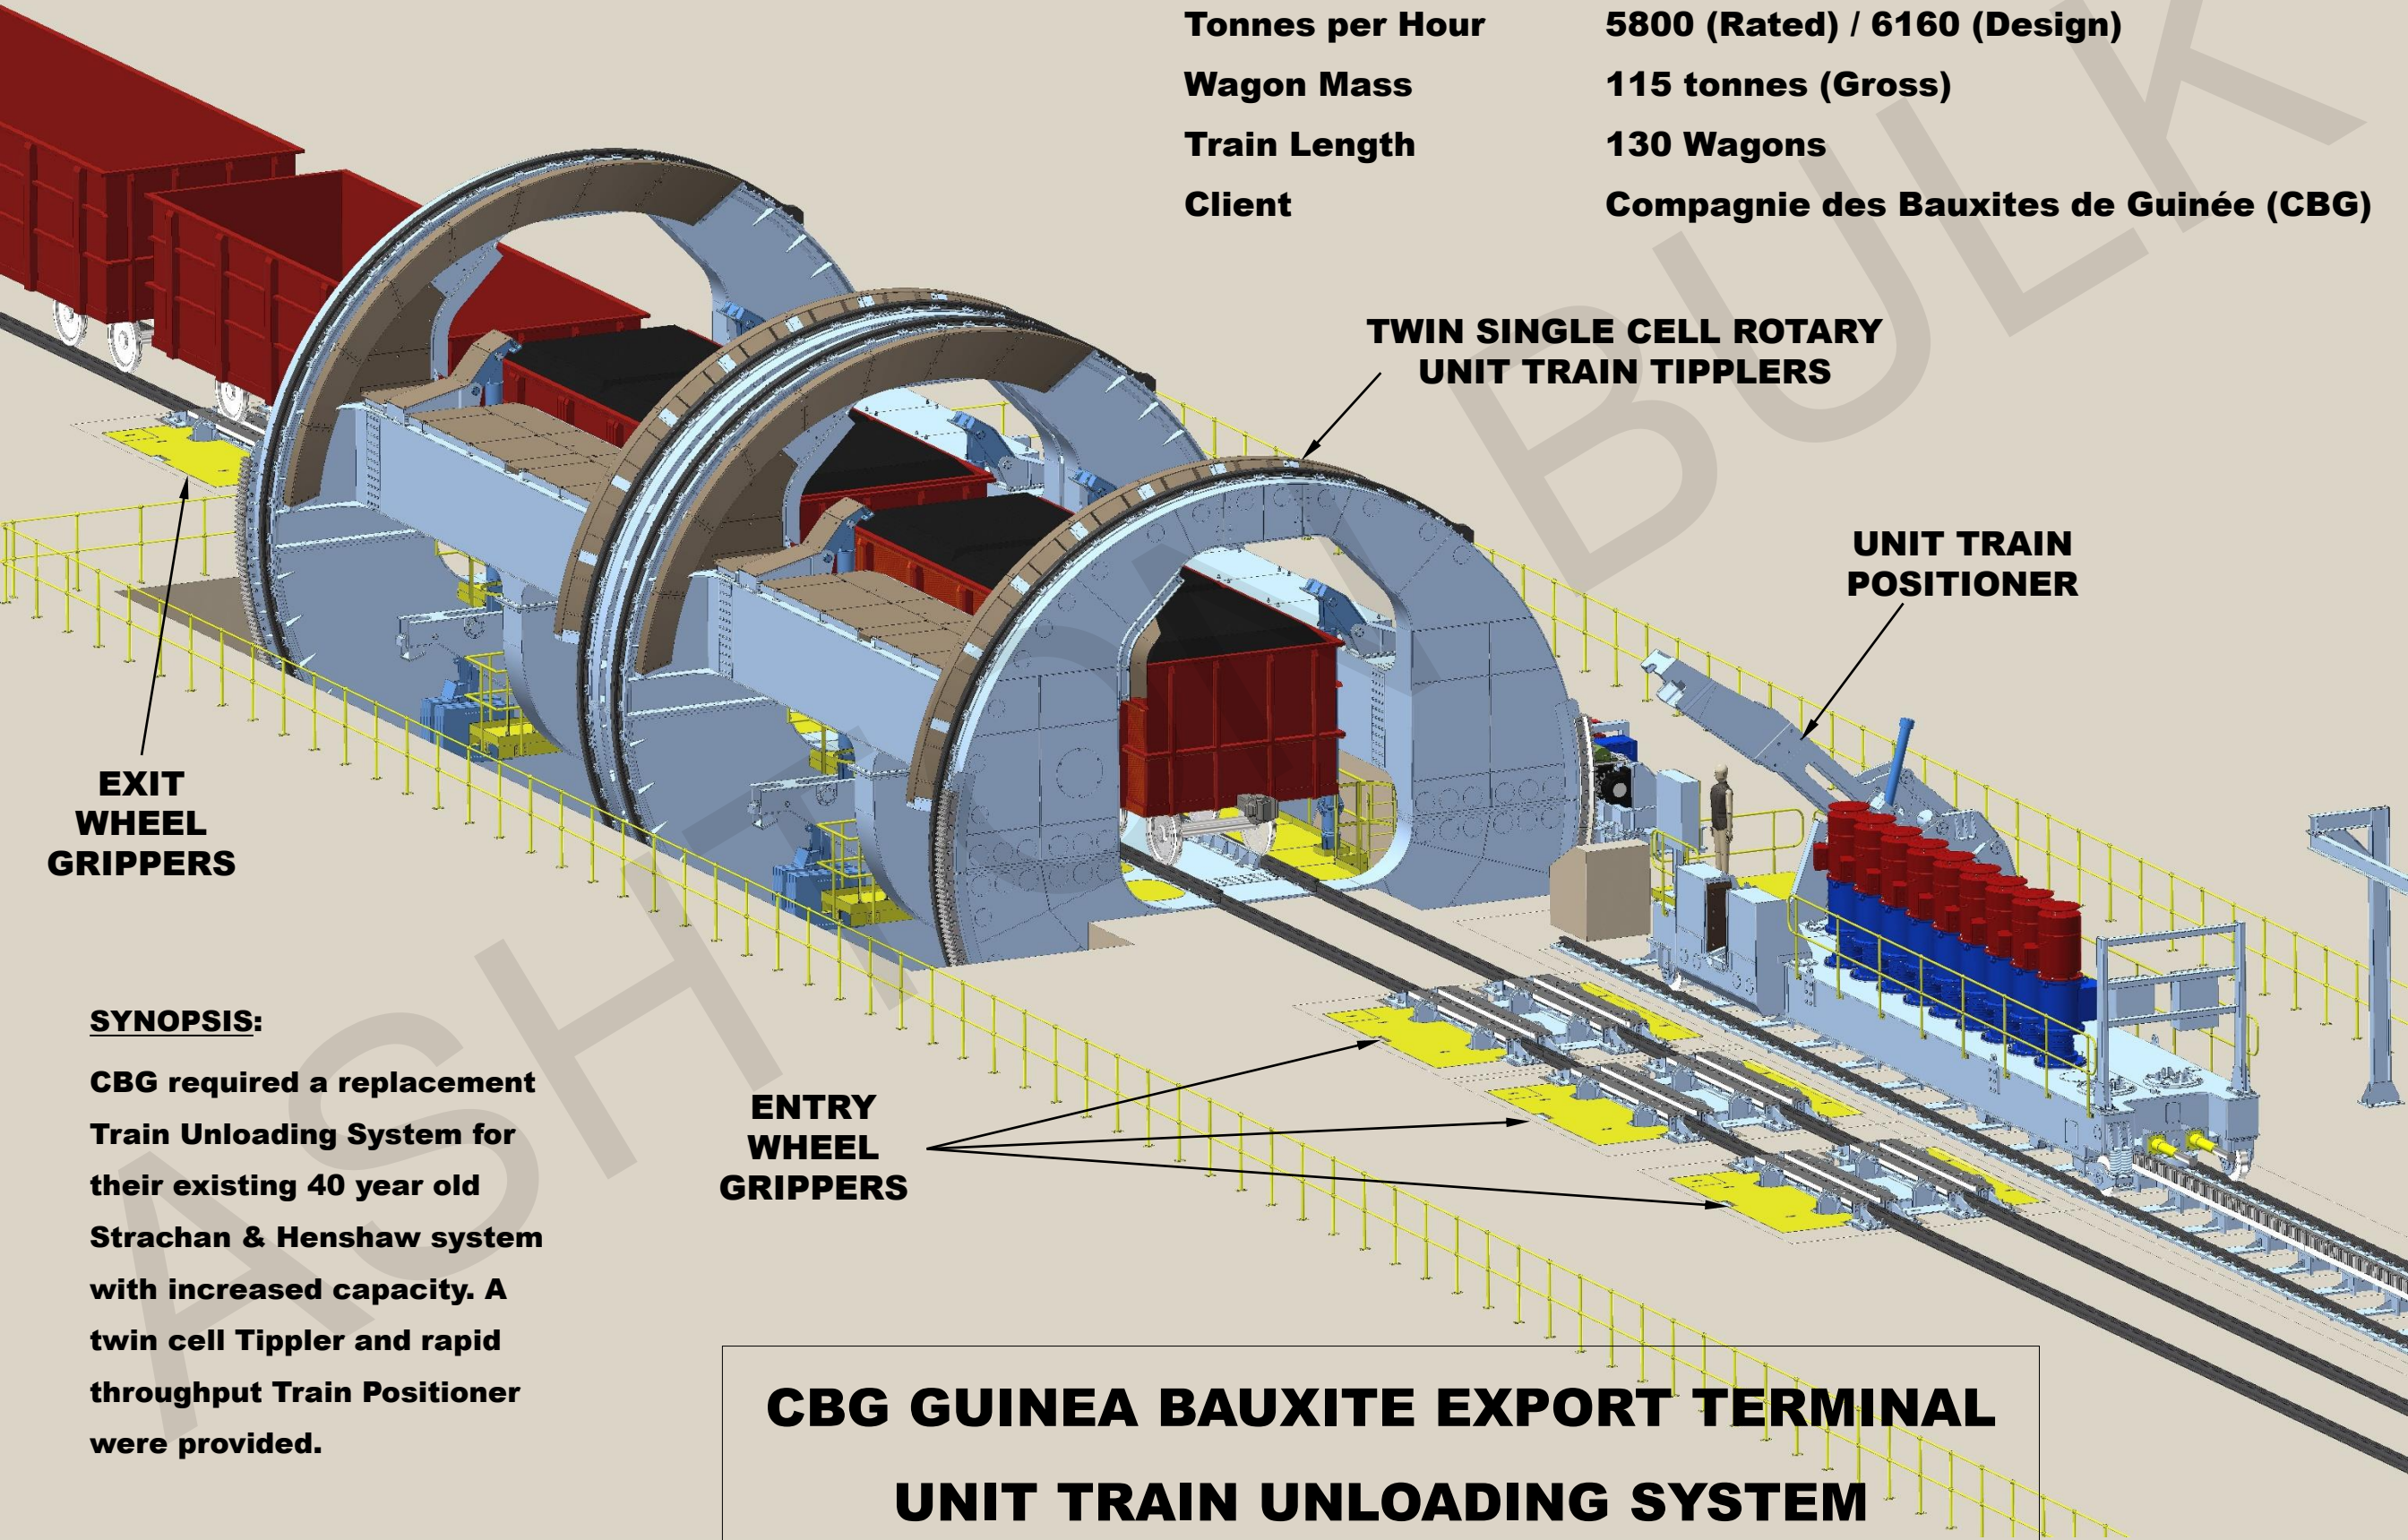 Tonnes per Hour 5800 (Rated) / 6160 (Design)
Wagon Mass 115 tonnes (Gross)
Train Length 130 Wagons
Client Compagnie des Bauxites de Guinée (CBG)
TWIN SINGLE CELL ROTARY
UNIT TRAIN TIPPLERS
UNIT TRAIN
POSITIONER
EXIT
WHEEL
GRIPPERS
ENTRY
WHEEL
GRIPPERS
SYNOPSIS:
CBG required a replacement
Train Unloading System for
their existing 40 year old
Strachan & Henshaw system
with increased capacity. A
twin cell Tippler and rapid
throughput Train Positioner
were provided.
CBG GUINEA BAUXITE EXPORT TERMINAL
UNIT TRAIN UNLOADING SYSTEM
ASHTON BULK